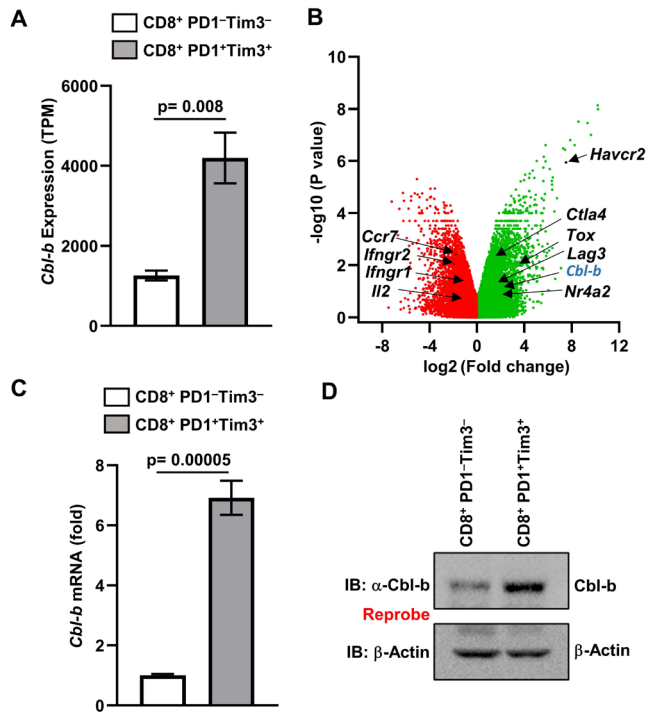 A
CD8⁺ PD1⁻Tim3⁻
CD8⁺ PD1⁺Tim3⁺
p= 0.008
Cbl-b Expression (TPM)
6000
4000
2000
0
B
-log10 (P value)
10
8
6
4
2
0
-8
-4
0
4
8
12
log2 (Fold change)
Havcr2
Ctla4
Tox
Lag3
Cbl-b
Nr4a2
Ccr7
Ifngr2
Ifngr1
Il2
C
CD8⁺ PD1⁻Tim3⁻
CD8⁺ PD1⁺Tim3⁺
p= 0.00005
Cbl-b mRNA (fold)
8
6
4
2
0
D
CD8⁺ PD1⁻Tim3⁻
CD8⁺ PD1⁺Tim3⁺
IB: α-Cbl-b
Cbl-b
Reprobe
IB: β-Actin
β-Actin